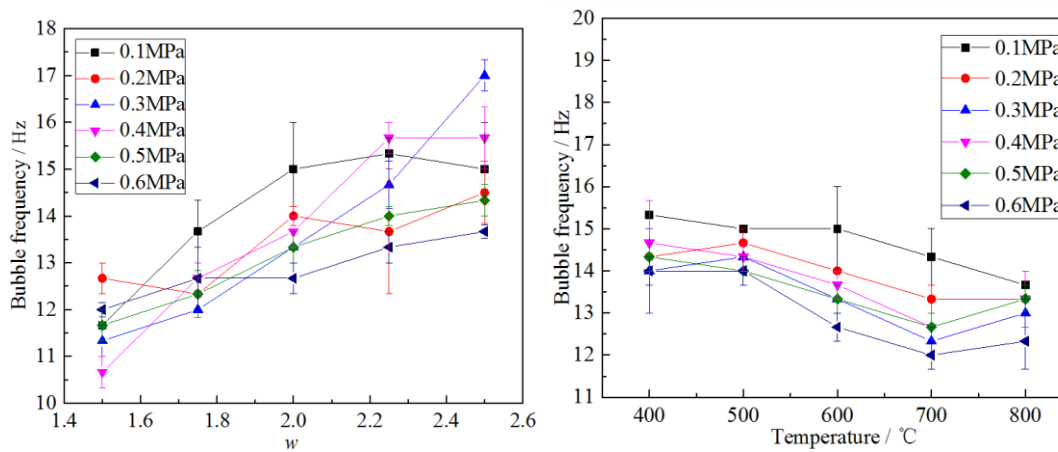 18
17
16
15
14
13
12
11
10
Bubble frequency / Hz
0.1MPa
0.2MPa
0.3MPa
0.4MPa
0.5MPa
0.6MPa
1.4 1.6 1.8 2.0 2.2 2.4 2.6
w
20
19
18
17
16
15
14
13
12
11
Bubble frequency / Hz
0.1MPa
0.2MPa
0.3MPa
0.4MPa
0.5MPa
0.6MPa
400 500 600 700 800
Temperature / ℃